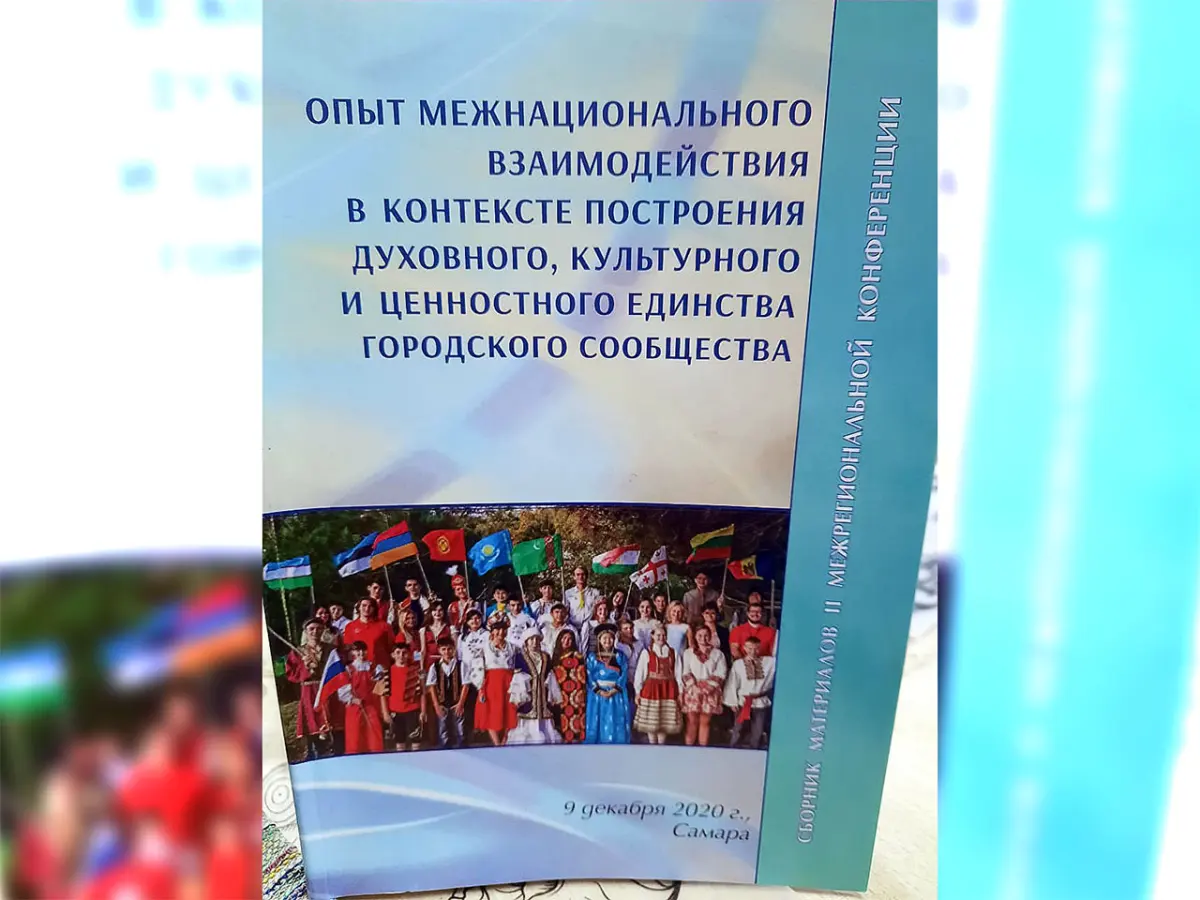 ОПЫТ МЕЖНАЦИОНАЛЬНОГО
ВЗАИМОДЕЙСТВИЯ
В КОНТЕКСТЕ ПОСТРОЕНИЯ
ДУХОВНОГО, КУЛЬТУРНОГО
И ЦЕННОСТНОГО ЕДИНСТВА
ГОРОДСКОГО СООБЩЕСТВА
9 декабря 2020 г.,
Самара
СБОРНИК МАТЕРИАЛОВ II МЕЖРЕГИОНАЛЬНОЙ КОНФЕРЕНЦИИ